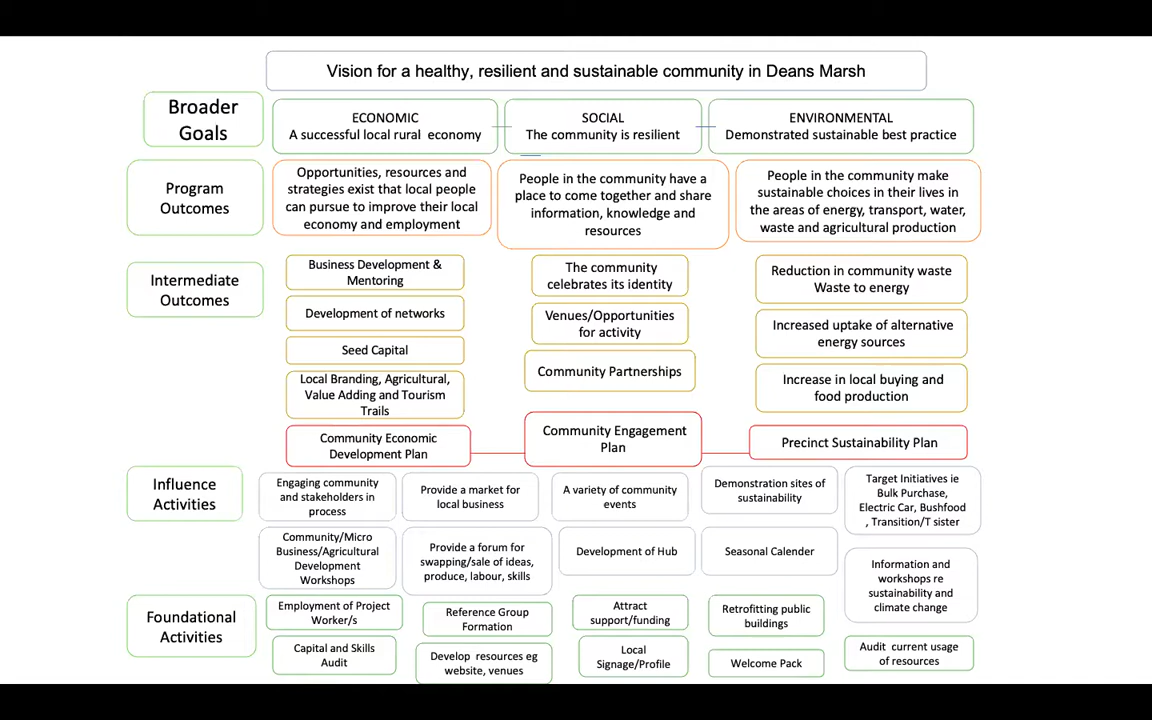 Vision for a healthy, resilient and sustainable community in Deans Marsh
Broader
Goals
ECONOMIC
A successful local rural  economy
SOCIAL
The community is resilient
ENVIRONMENTAL
Demonstrated sustainable best practice
Program
Outcomes
Opportunities, resources and
strategies exist that local people
can pursue to improve their local
economy and employment
People in the community have a
place to come together and share
information, knowledge and
resources
People in the community make
sustainable choices in their lives in
the areas of energy, transport, water,
waste and agricultural production
Intermediate
Outcomes
Business Development &
Mentoring
Development of networks
Seed Capital
Local Branding, Agricultural,
Value Adding and Tourism
Trails
The community
celebrates its identity
Venues/Opportunities
for activity
Community Partnerships
Reduction in community waste
Waste to energy
Increased uptake of alternative
energy sources
Increase in local buying and
food production
Community Economic
Development Plan
Community Engagement
Plan
Precinct Sustainability Plan
Influence
Activities
Engaging community
and stakeholders in
process
Provide a market for
local business
A variety of community
events
Demonstration sites of
sustainability
Target Initiatives ie
Bulk Purchase,
Electric Car, Bushfood
, Transition/T sister
Community/Micro
Business/Agricultural
Development
Workshops
Provide a forum for
swapping/sale of ideas,
produce, labour, skills
Development of Hub
Seasonal Calender
Information and
workshops re
sustainability and
climate change
Foundational
Activities
Employment of Project
Worker/s
Reference Group
Formation
Attract
support/funding
Retrofitting public
buildings
Capital and Skills
Audit
Develop  resources eg
website, venues
Local
Signage/Profile
Welcome Pack
Audit  current usage
of resources